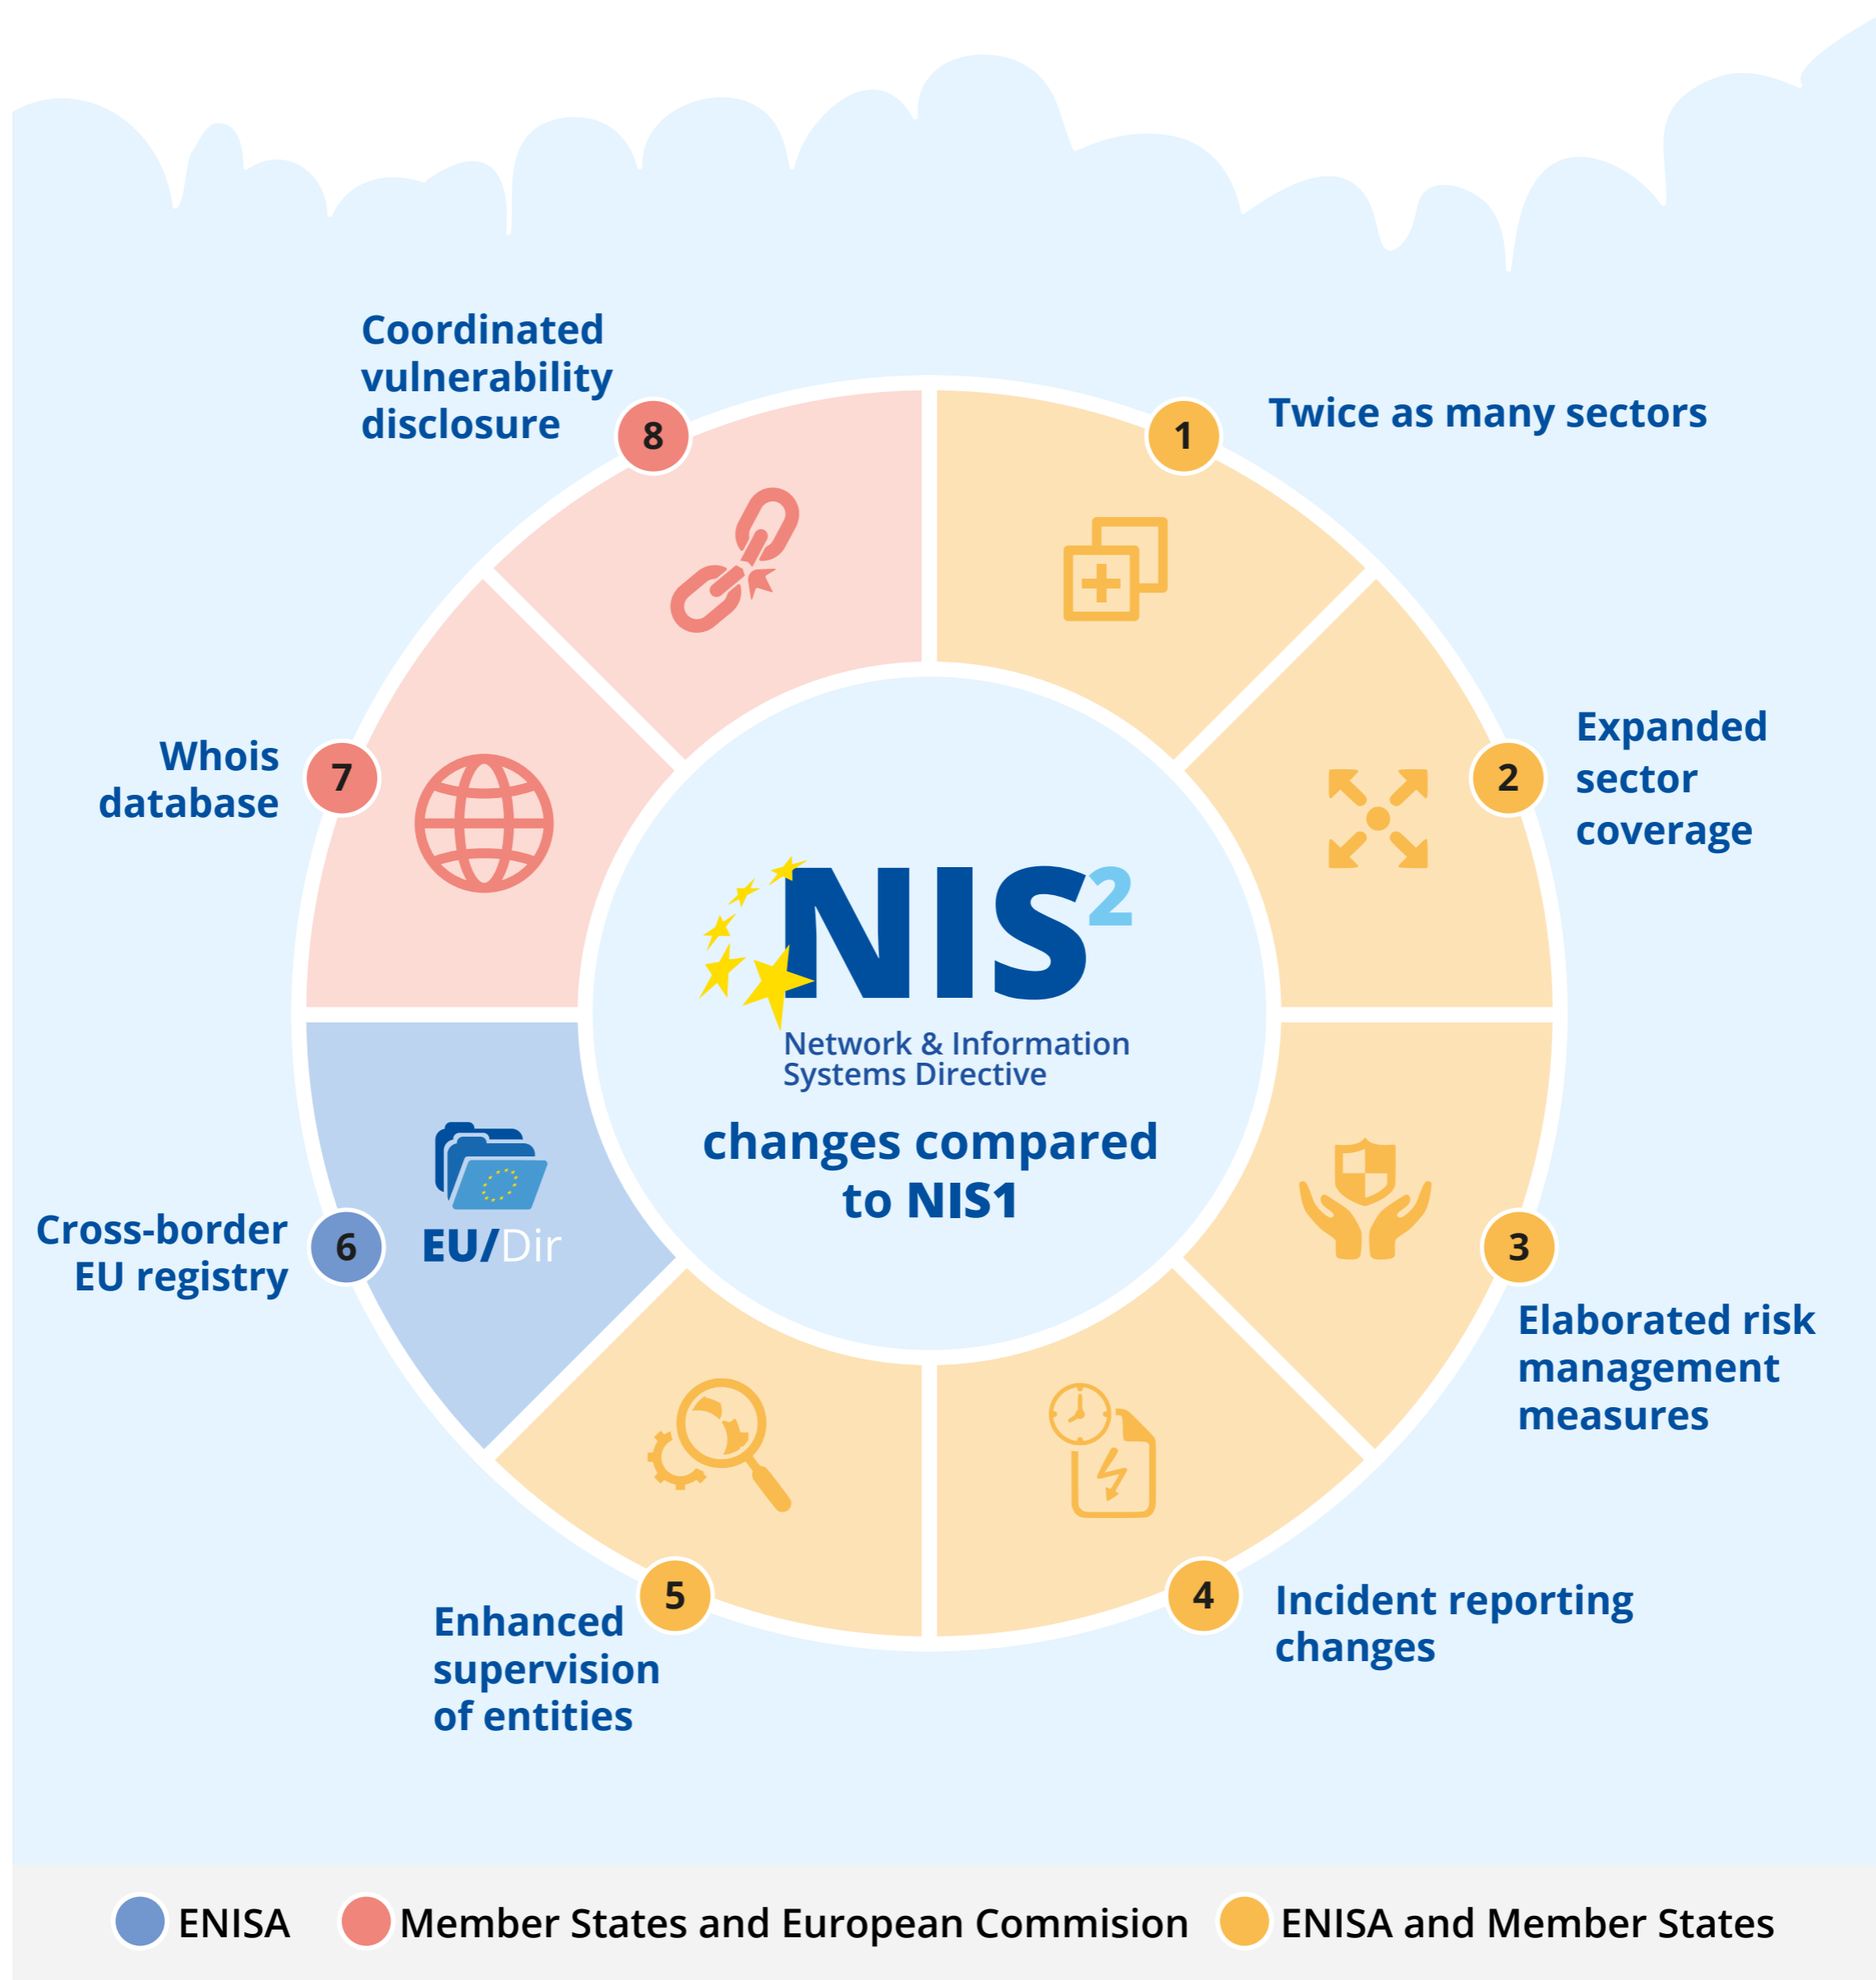 Coordinated
vulnerability
disclosure
8
1
Twice as many sectors
Whois
database
7
2
Expanded
sector
coverage
NIS2
Network & Information
Systems Directive
changes compared
to NIS1
Cross-border
EU registry
6
EU/Dir
3
Elaborated risk
management
measures
5
Enhanced
supervision
of entities
4
Incident reporting
changes
ENISA
Member States and European Commision
ENISA and Member States